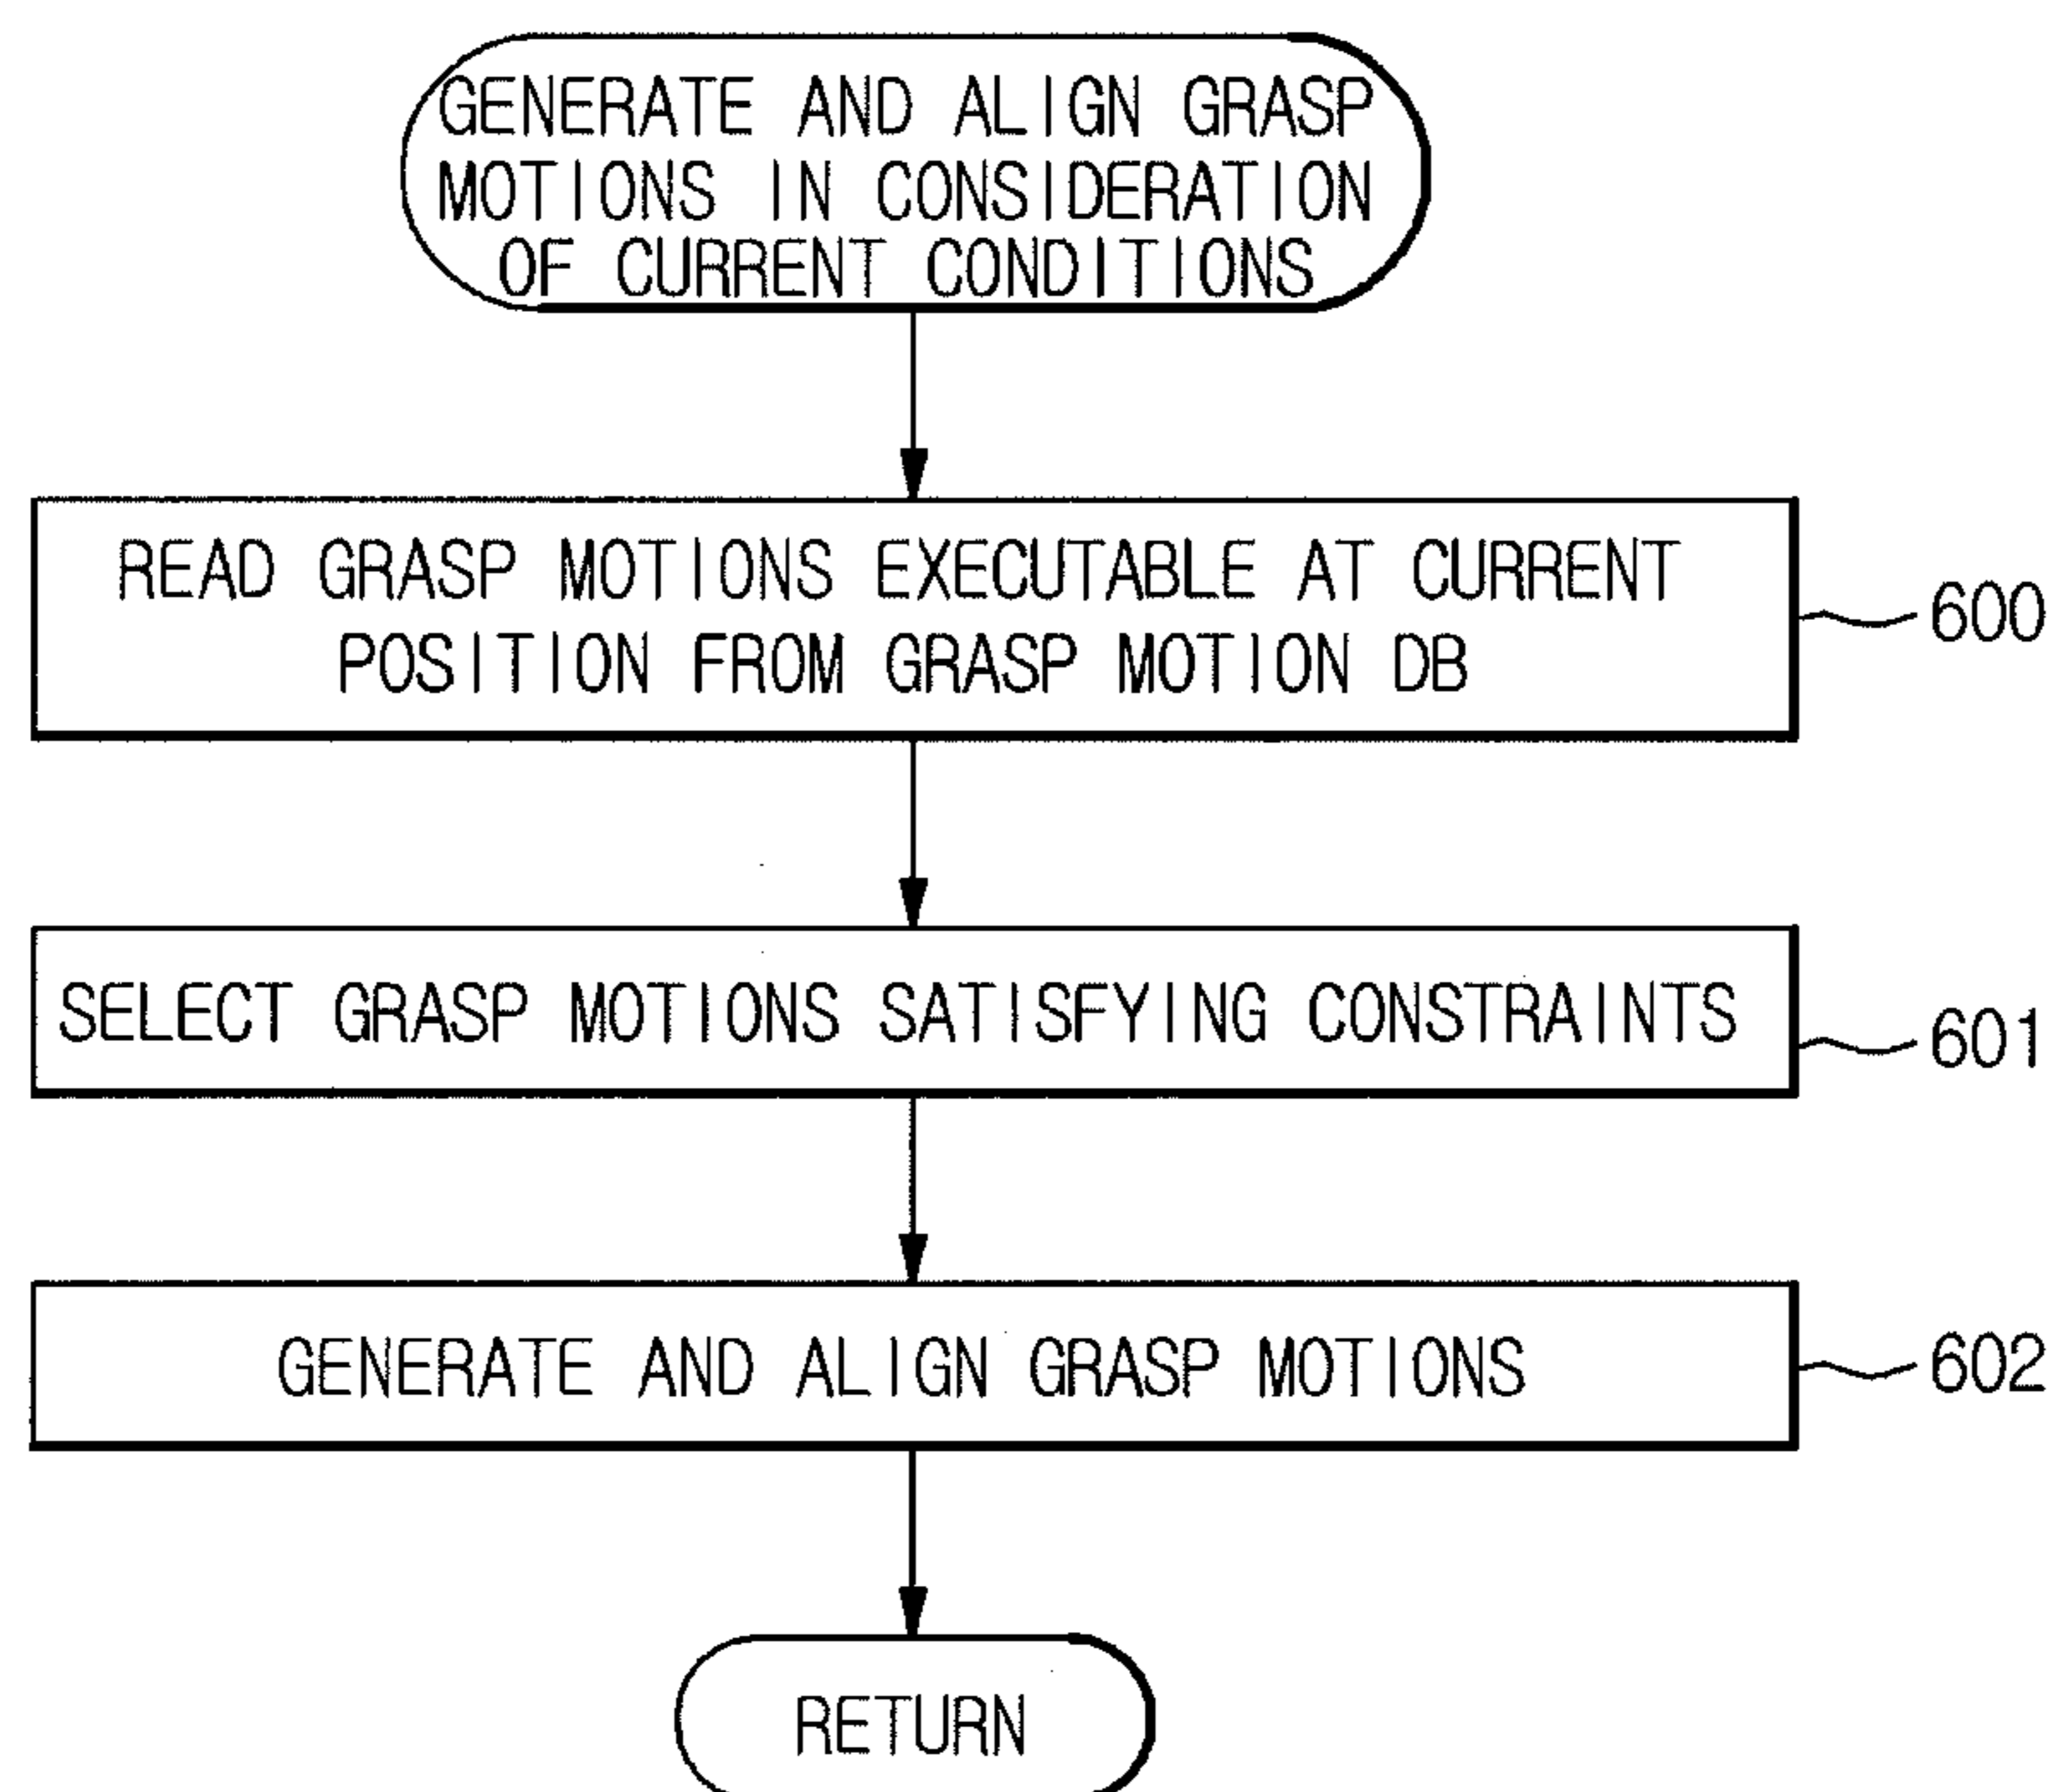 GENERATE AND ALIGN GRASP
MOTIONS IN CONSIDERATION
OF CURRENT CONDITIONS
READ GRASP MOTIONS EXECUTABLE AT CURRENT
POSITION FROM GRASP MOTION DB
600
SELECT GRASP MOTIONS SATISFYING CONSTRAINTS
601
GENERATE AND ALIGN GRASP MOTIONS
602
RETURN